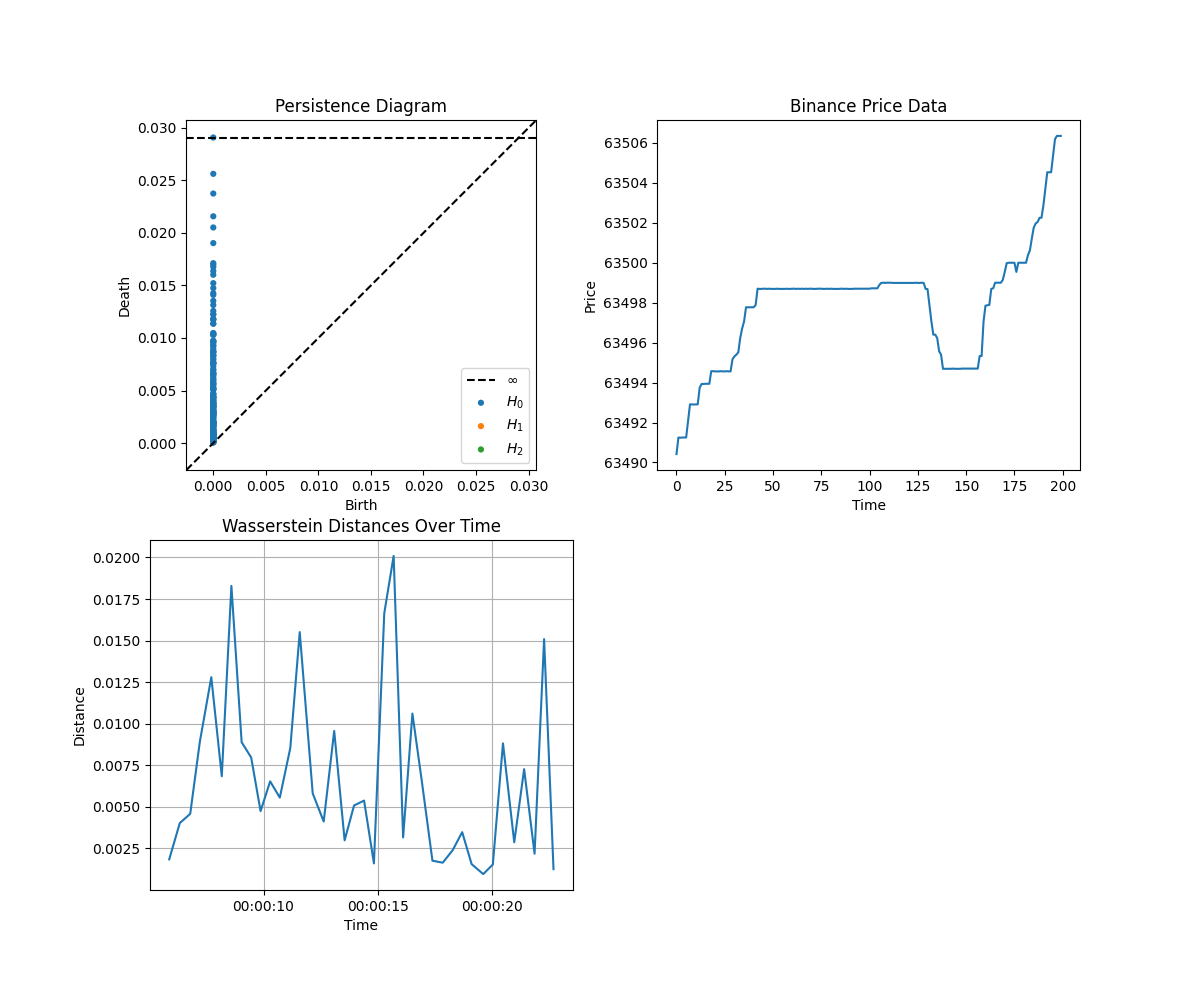 Persistence Diagram
0.030
0.025
0.020
0.015
0.010
0.005
0.000
Death
∞
H₀
H₁
H₂
0.000 0.005 0.010 0.015 0.020 0.025 0.030
Birth
Binance Price Data
63506
63504
63502
63500
63498
63496
63494
63492
63490
Price
0 25 50 75 100 125 150 175 200
Time
Wasserstein Distances Over Time
0.0200
0.0175
0.0150
0.0125
0.0100
0.0075
0.0050
0.0025
Distance
00:00:10 00:00:15 00:00:20
Time